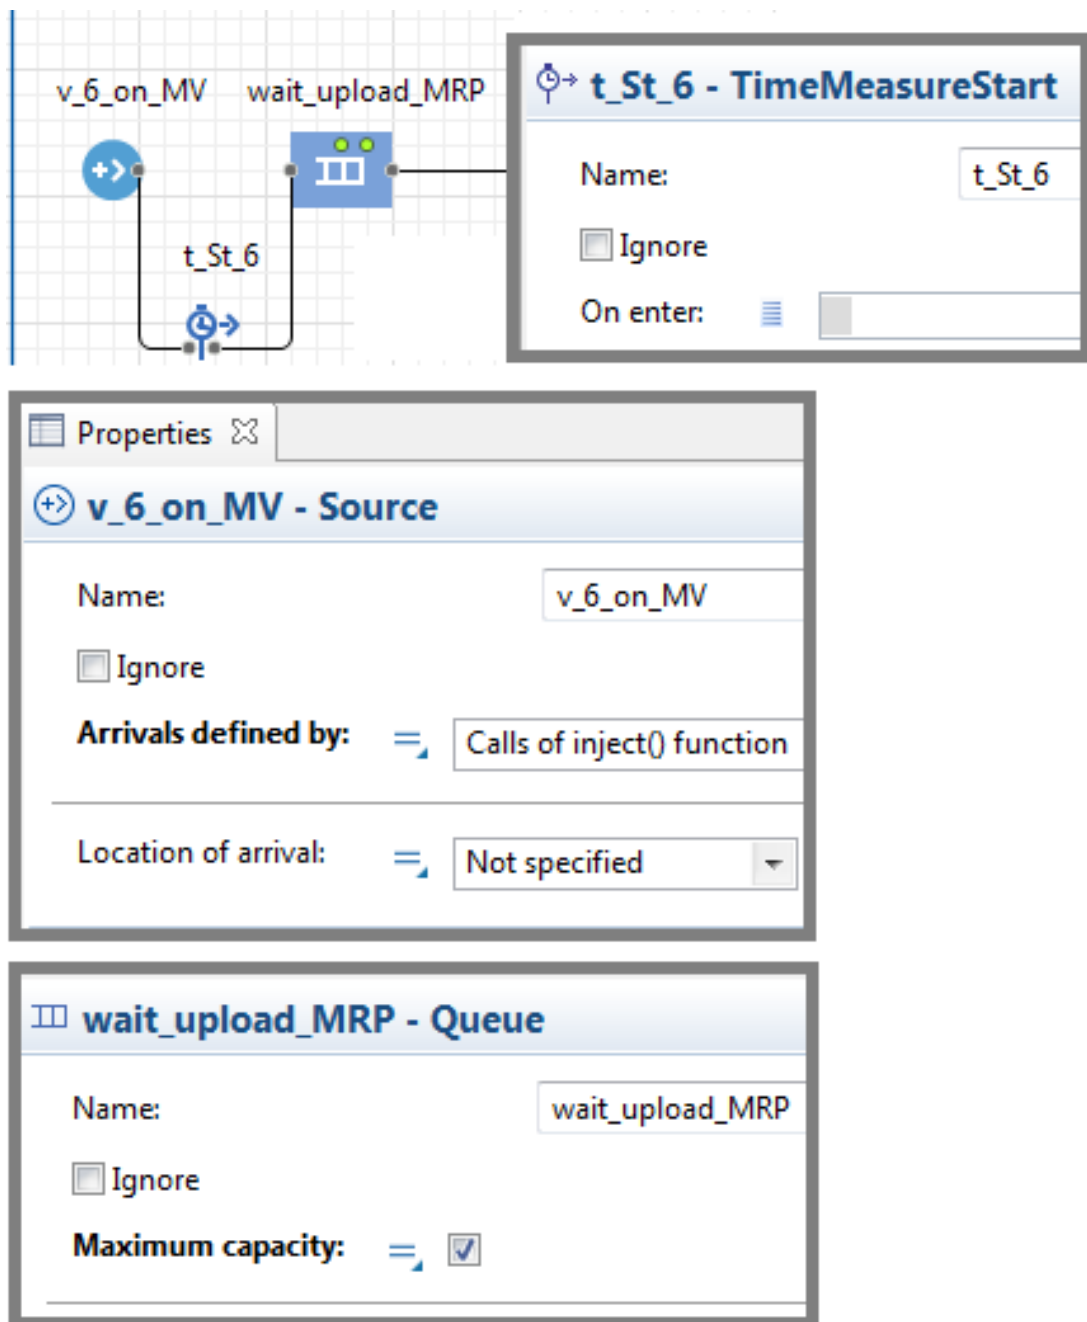 v_6_on_MV wait_upload_MRP
t_St_6
t_St_6 - TimeMeasureStart
Name: t_St_6
Ignore
On enter:
Properties
v_6_on_MV - Source
Name: v_6_on_MV
Ignore
Arrivals defined by: Calls of inject() function
Location of arrival: Not specified
wait_upload_MRP - Queue
Name: wait_upload_MRP
Ignore
Maximum capacity: